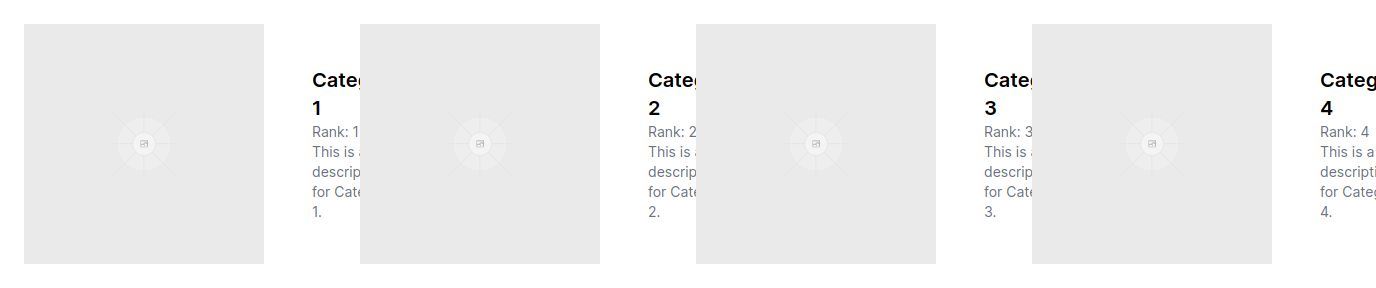 Categ
1
Rank: 1
This is a
descrip
for Cate
1.
Categ
2
Rank: 2
This is a
descrip
for Cate
2.
Categ
3
Rank: 3
This is a
descrip
for Cate
3.
Categ
4
Rank: 4
This is a
descripti
for Categ
4.